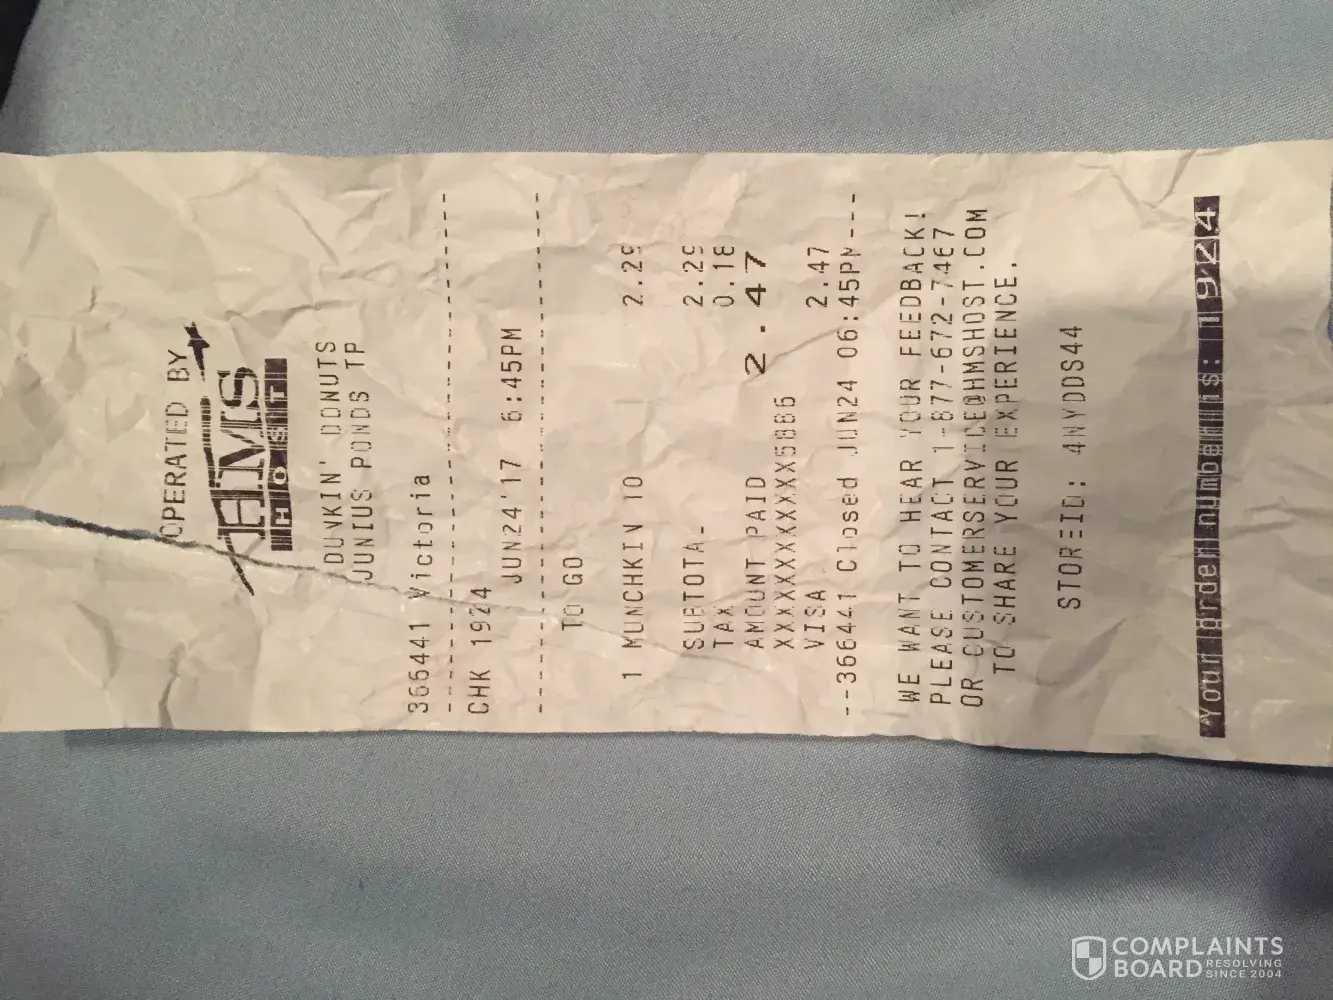 OPERATED BY
HMS
HOST
DUNKIN' DONUTS
JUNIUS PONDS TP
366441 Victoria
CHK 1924
JUN24'17 6:45PM
TO GO
1 MUNCHKIN 10 2.29
SUBTOTAL 2.29
TAX 0.18
AMOUNT PAID 2.47
XXXXXXXXXXXX5886
VISA 2.47
--366441 Closed JUN24 06:45PM---
WE WANT TO HEAR YOUR FEEDBACK!
PLEASE CONTACT 1-877-672-7467
OR CUSTOMERSERVICE@HMSHOST.COM
TO SHARE YOUR EXPERIENCE.
STOREID: 4NYDDS44
Your order number is: 1924
COMPLAINTS
BOARD RESOLVING
SINCE 2004